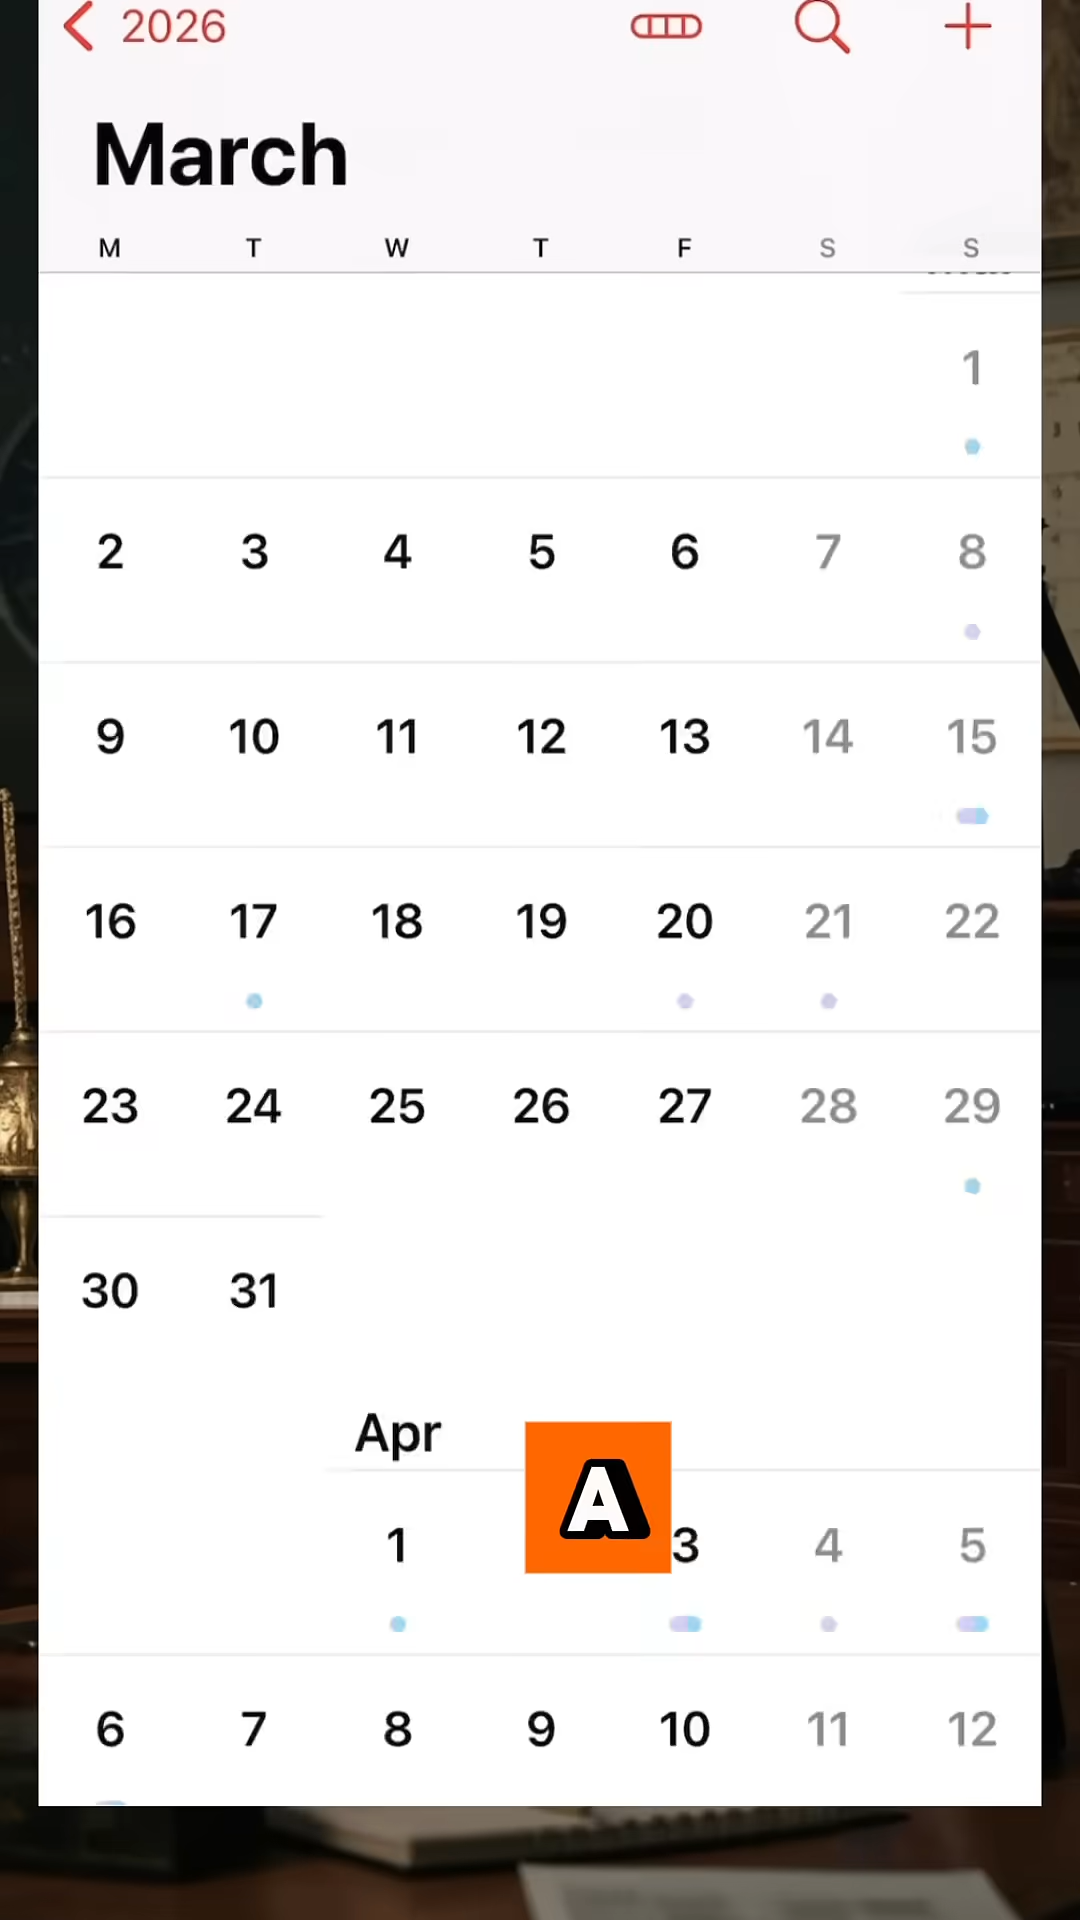 2026
March
M T W T F S S
1
2 3 4 5 6 7 8
9 10 11 12 13 14 15
16 17 18 19 20 21 22
23 24 25 26 27 28 29
30 31
Apr
A
1 3 4 5
6 7 8 9 10 11 12